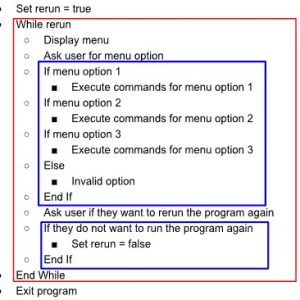 • Set rerun = true
• While rerun
○ Display menu
○ Ask user for menu option
○ If menu option 1
■ Execute commands for menu option 1
○ If menu option 2
■ Execute commands for menu option 2
○ If menu option 3
■ Execute commands for menu option 3
○ Else
■ Invalid option
○ End If
○ Ask user if they want to rerun the program again
○ If they do not want to run the program again
■ Set rerun = false
○ End If
• End While
• Exit program